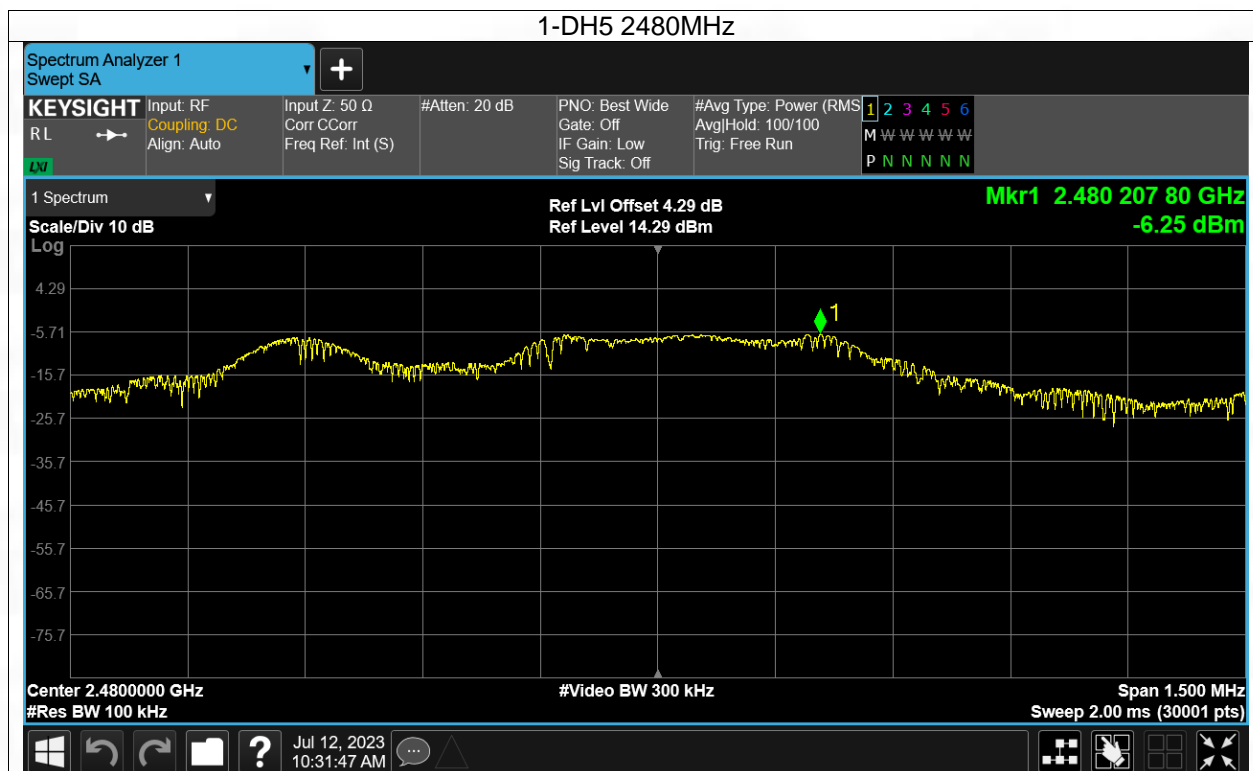 1-DH5 2480MHz
Spectrum Analyzer 1
Swept SA
KEYSIGHT
R L
LXI
Input: RF
Coupling: DC
Align: Auto
Input Z: 50 Ω
Corr CCorr
Freq Ref: Int (S)
#Atten: 20 dB
PNO: Best Wide
Gate: Off
IF Gain: Low
Sig Track: Off
#Avg Type: Power (RMS
Avg|Hold: 100/100
Trig: Free Run
1 2 3 4 5 6
M W W W W W
P N N N N N
1 Spectrum
Scale/Div 10 dB
Ref Lvl Offset 4.29 dB
Ref Level 14.29 dBm
Mkr1 2.480 207 80 GHz
-6.25 dBm
Log
4.29
-5.71
-15.7
-25.7
-35.7
-45.7
-55.7
-65.7
-75.7
1
Center 2.4800000 GHz
#Res BW 100 kHz
#Video BW 300 kHz
Span 1.500 MHz
Sweep 2.00 ms (30001 pts)
?
Jul 12, 2023
10:31:47 AM